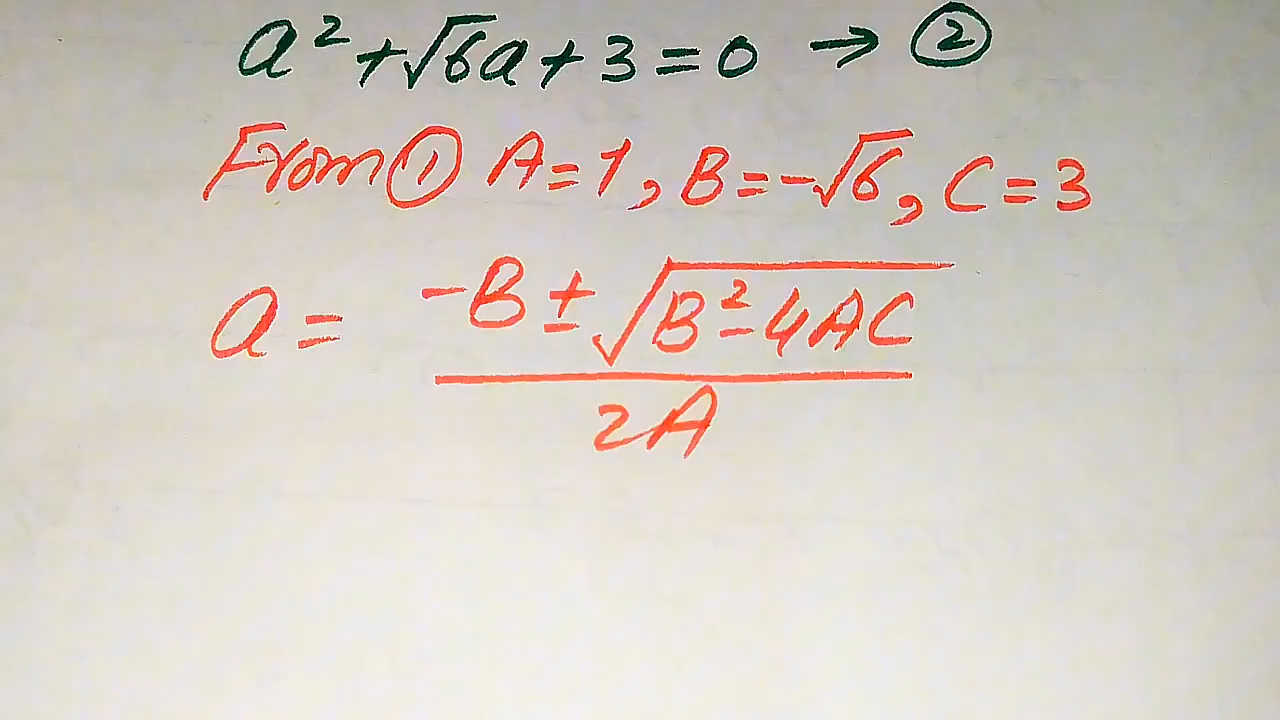 a² + √6a + 3 = 0 → ②
From ① A = 1, B = -√6, C = 3
a = (-B ± √(B² - 4AC)) / 2A